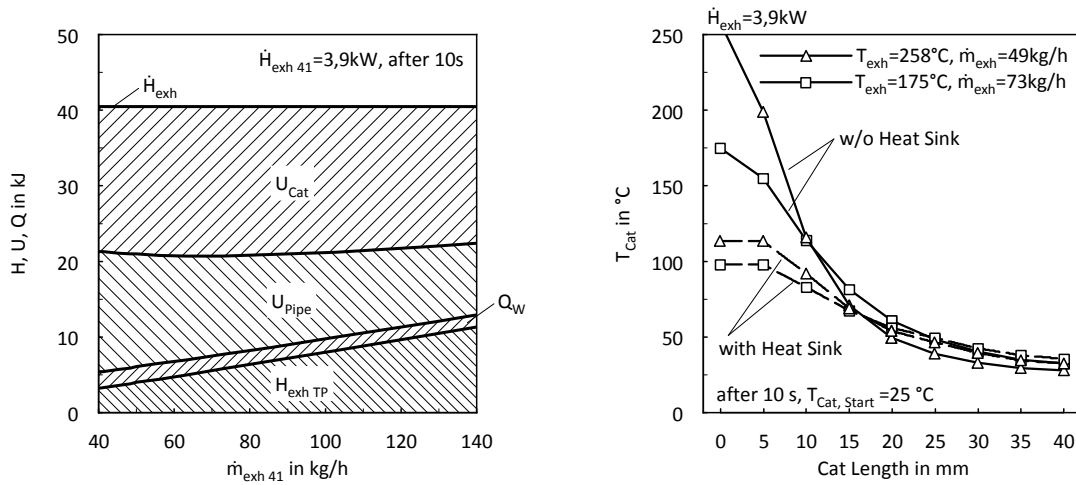 50
40
30
20
10
0
H, U, Q in kJ
Ḣexh 41=3,9kW, after 10s
Ḣexh
UCat
UPipe
QW
Hexh TP
40 60 80 100 120 140
ṁexh 41 in kg/h
Ḣexh=3,9kW
250
200
150
100
50
0
TCat in °C
Texh=258°C, ṁexh=49kg/h
Texh=175°C, ṁexh=73kg/h
w/o Heat Sink
with Heat Sink
after 10 s, TCat, Start =25 °C
0 5 10 15 20 25 30 35 40
Cat Length in mm